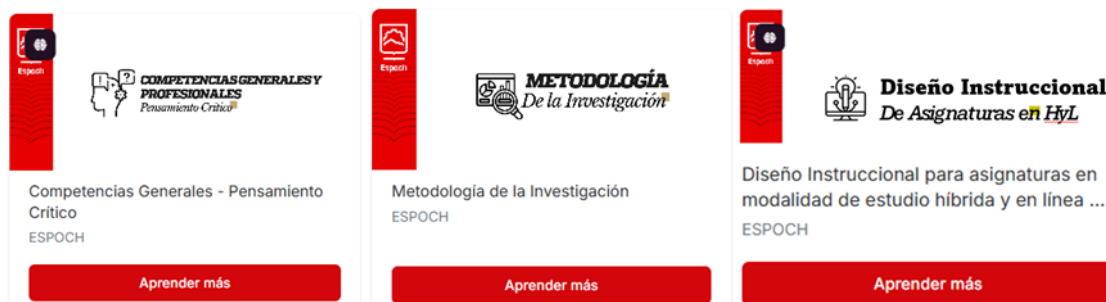 Espoch
COMPETENCIAS GENERALES Y
PROFESIONALES
Pensamiento Crítico
Competencias Generales - Pensamiento
Crítico
ESPOCH
Aprender más
Espoch
METODOLOGÍA
De la Investigación
Metodología de la Investigación
ESPOCH
Aprender más
Espoch
Diseño Instruccional
De Asignaturas en HyL
Diseño Instruccional para asignaturas en
modalidad de estudio híbrida y en línea ...
ESPOCH
Aprender más